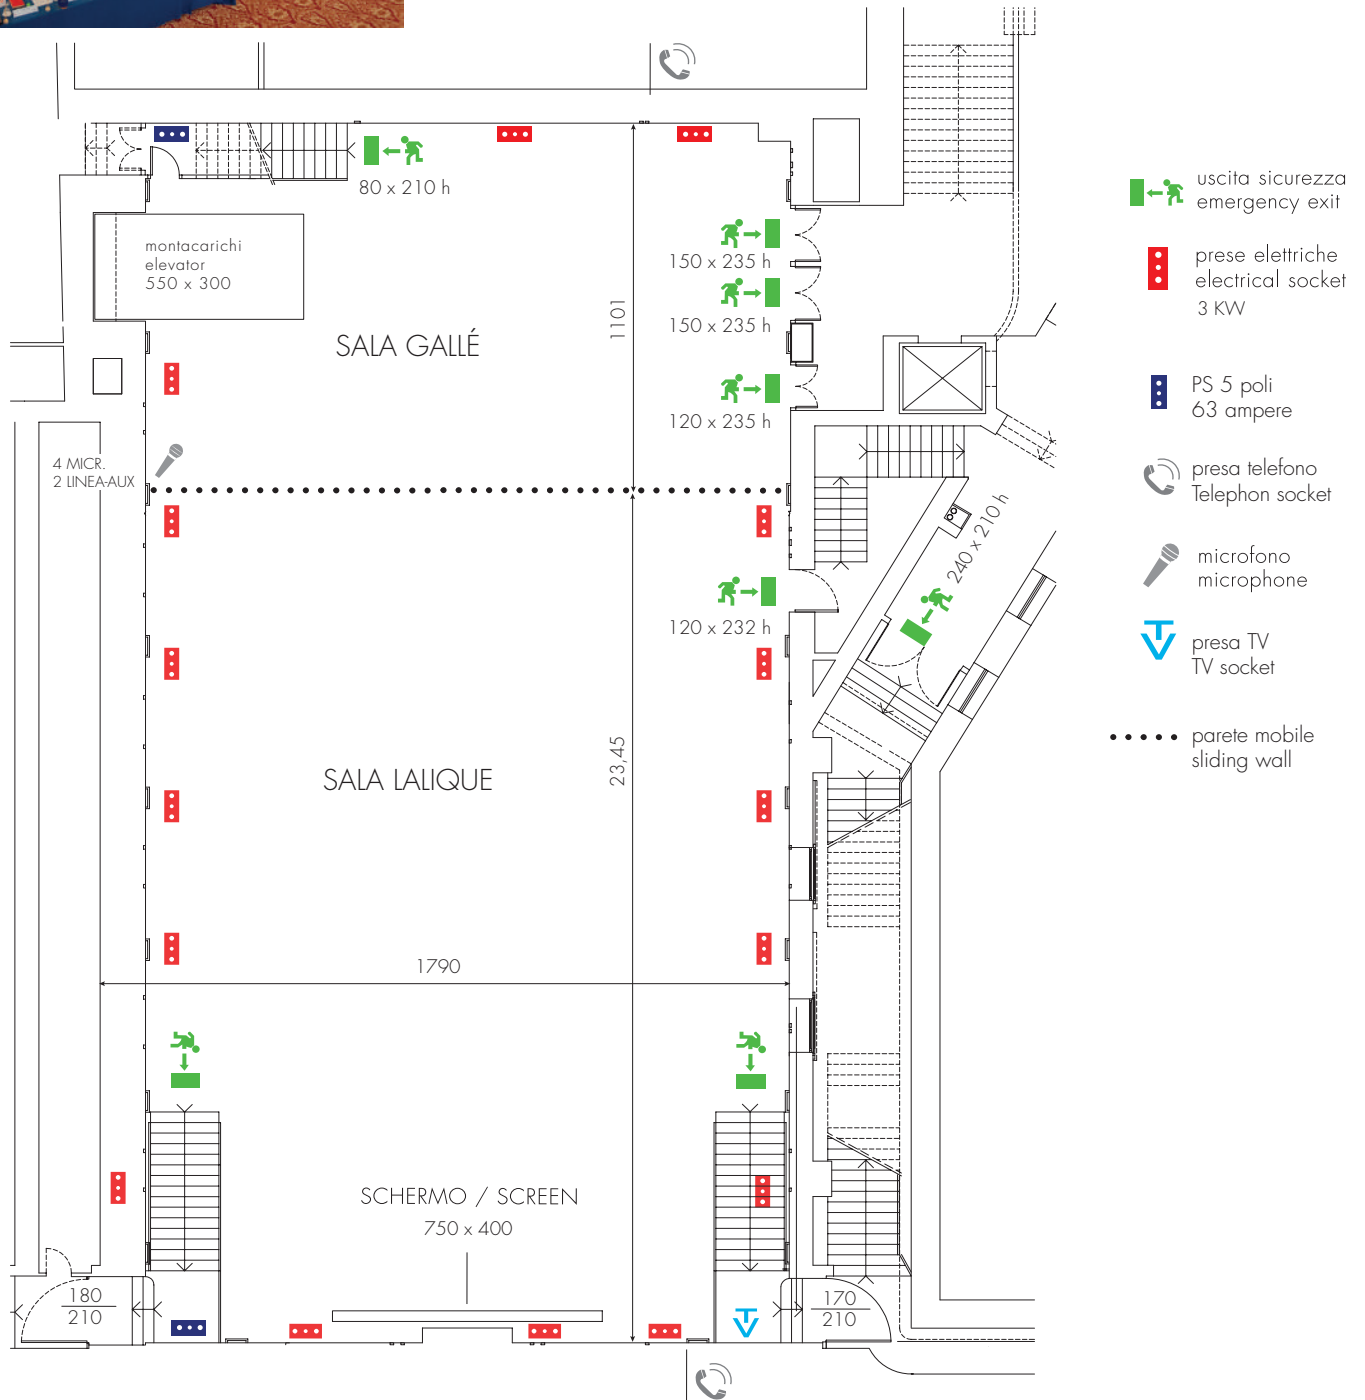 80 x 210 h
montacarichi
elevator
550 x 300
150 x 235 h
150 x 235 h
120 x 235 h
1101
SALA GALLÉ
4 MICR.
2 LINEA-AUX
240 x 210 h
120 x 232 h
23,45
SALA LALIQUE
1790
SCHERMO / SCREEN
750 x 400
180
210
170
210
uscita sicurezza
emergency exit
prese elettriche
electrical socket
3 KW
PS 5 poli
63 ampere
presa telefono
Telephon socket
microfono
microphone
presa TV
TV socket
parete mobile
sliding wall